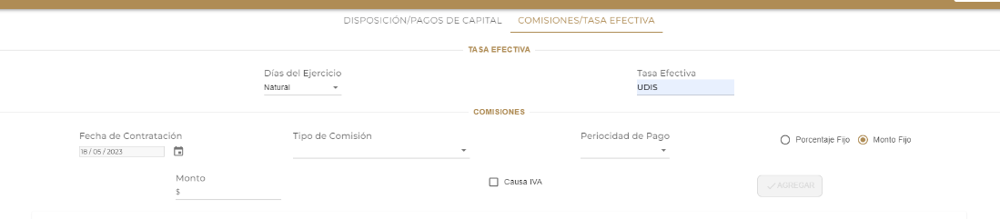 DISPOSICIÓN/PAGOS DE CAPITAL COMISIONES/TASA EFECTIVA
TASA EFECTIVA
Días del Ejercicio Tasa Efectiva
Natural UDIS
COMISIONES
Fecha de Contratación Tipo de Comisión Periocidad de Pago
18 / 05 / 2023 Porcentaje Fijo Monto Fijo
Monto
$ Causa IVA AGREGAR